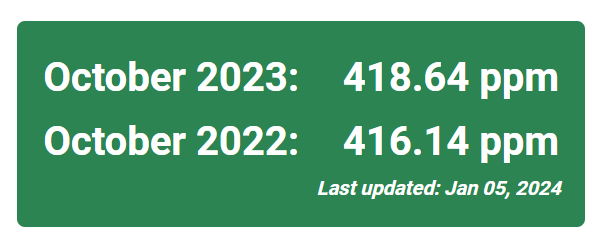 October 2023: 418.64 ppm
October 2022: 416.14 ppm
Last updated: Jan 05, 2024